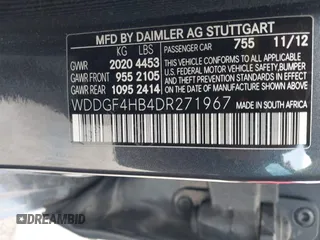 MFD BY DAIMLER AG STUTTGART
KG LBS PASSENGER CAR 755 11/12
GVWR 2020 4453
GAWR FRONT 955 2105
GAWR REAR 1095 2414
THIS VEHICLE CONFORMS TO ALL APPLICABLE U.S. FEDERAL MOTOR VEHICLE SAFETY, BUMPER, AND THEFT PREVENTION STANDARDS IN EFFECT ON THE DATE OF MANUFACTURE SHOWN ABOVE.
WDDGF4HB4DR271967
MADE IN SOUTH AFRICA
DREAMBID